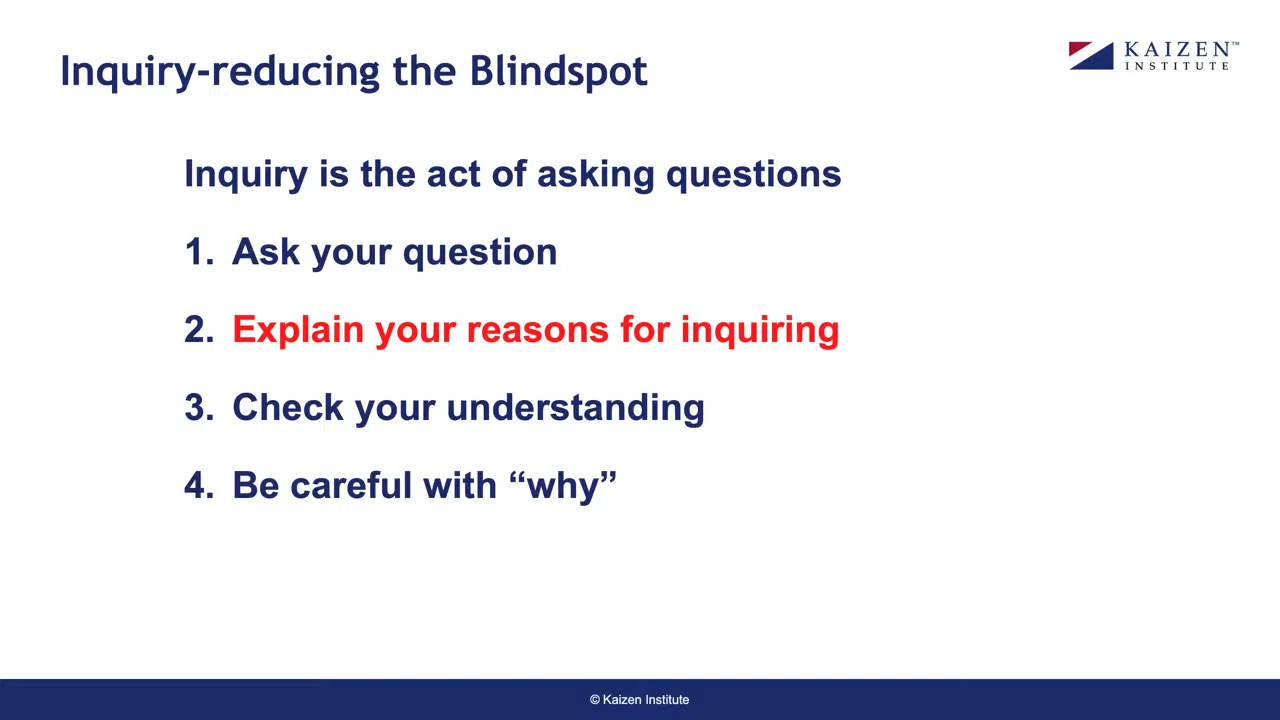 Inquiry-reducing the Blindspot
KAIZEN™
INSTITUTE
Inquiry is the act of asking questions
1. Ask your question
2. Explain your reasons for inquiring
3. Check your understanding
4. Be careful with “why”
© Kaizen Institute